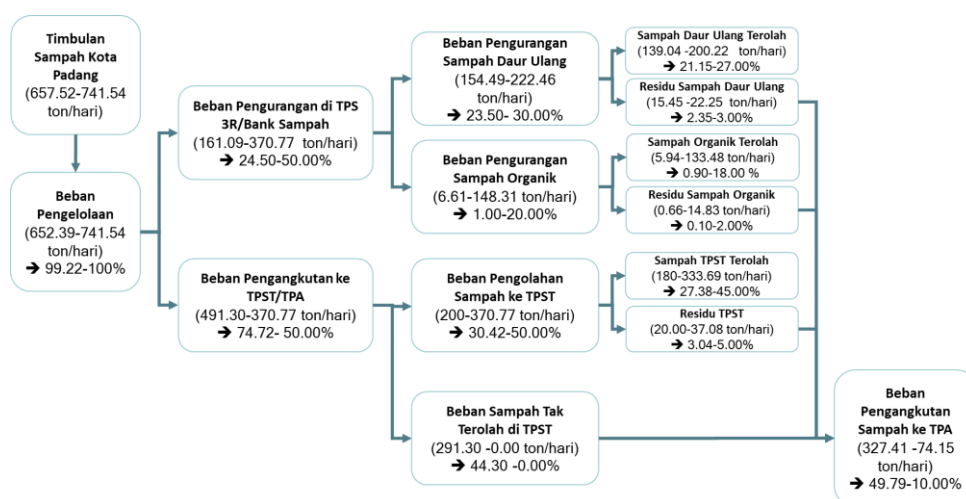 Timbulan
Sampah Kota
Padang
(657.52-741.54
ton/hari)
Beban
Pengelolaan
(652.39-741.54
ton/hari)
➔ 99.22-100%
Beban Pengurangan di TPS
3R/Bank Sampah
(161.09-370.77 ton/hari)
➔ 24.50-50.00%
Beban Pengangkutan ke
TPST/TPA
(491.30-370.77 ton/hari)
➔ 74.72- 50.00%
Beban Pengurangan
Sampah Daur Ulang
(154.49-222.46
ton/hari)
➔ 23.50- 30.00%
Beban Pengurangan
Sampah Organik
(6.61-148.31 ton/hari)
➔ 1.00-20.00%
Beban Pengolahan
Sampah ke TPST
(200-370.77 ton/hari)
➔ 30.42-50.00%
Beban Sampah Tak
Terolah di TPST
(291.30 -0.00 ton/hari)
➔ 44.30 -0.00%
Sampah Daur Ulang Terolah
(139.04 -200.22 ton/hari)
➔ 21.15-27.00%
Residu Sampah Daur Ulang
(15.45 -22.25 ton/hari)
➔ 2.35-3.00%
Sampah Organik Terolah
(5.94-133.48 ton/hari)
➔ 0.90-18.00 %
Residu Sampah Organik
(0.66-14.83 ton/hari)
➔ 0.10-2.00%
Sampah TPST Terolah
(180-333.69 ton/hari)
➔ 27.38-45.00%
Residu TPST
(20.00-37.08 ton/hari)
➔ 3.04-5.00%
Beban
Pengangkutan
Sampah ke TPA
(327.41 -74.15
ton/hari)
➔ 49.79-10.00%